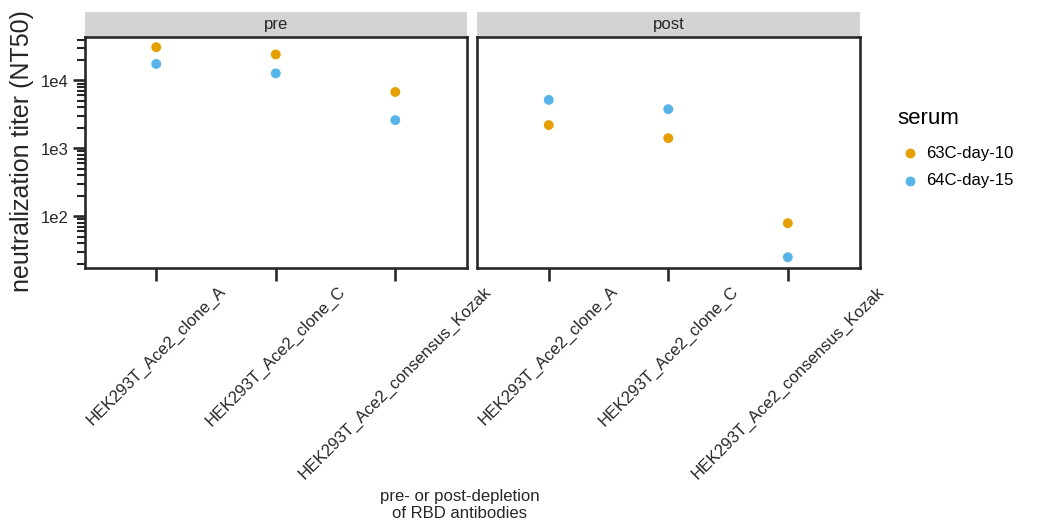 pre
post
neutralization titer (NT50)
1e4
1e3
1e2
HEK293T_Ace2_clone_A
HEK293T_Ace2_clone_C
HEK293T_Ace2_consensus_Kozak
HEK293T_Ace2_clone_A
HEK293T_Ace2_clone_C
HEK293T_Ace2_consensus_Kozak
pre- or post-depletion
of RBD antibodies
serum
63C-day-10
64C-day-15